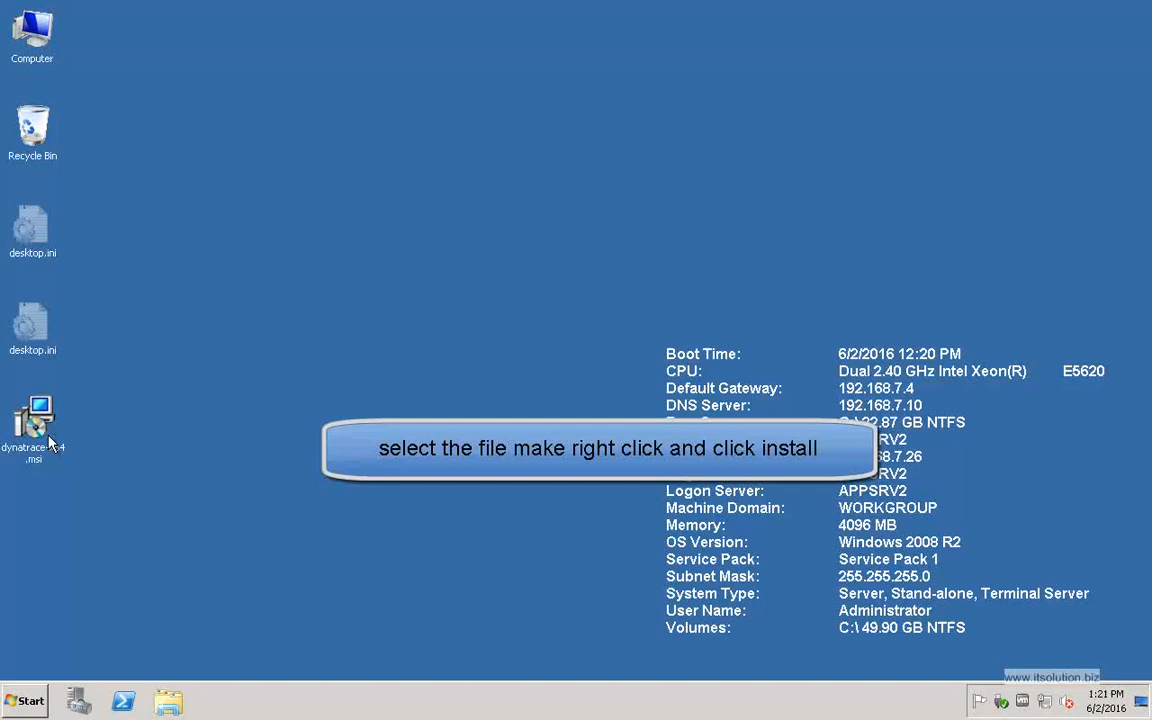 Computer
Recycle Bin
desktop.ini
desktop.ini
.msi
Boot Time: 6/2/2016 12:20 PM
CPU: Dual 2.40 GHz Intel Xeon(R) E5620
Default Gateway: 192.168.7.4
DNS Server: 192.168.7.10
GB NTFS
RV2
select the file make right click and click install
RV2
Logon Server: APPSRV2
Machine Domain: WORKGROUP
Memory: 4096 MB
OS Version: Windows 2008 R2
Service Pack: Service Pack 1
Subnet Mask: 255.255.255.0
System Type: Server, Stand-alone, Terminal Server
User Name: Administrator
Volumes: C:\ 49.90 GB NTFS
www.itsolution.biz
Start
1:21 PM
6/2/2016